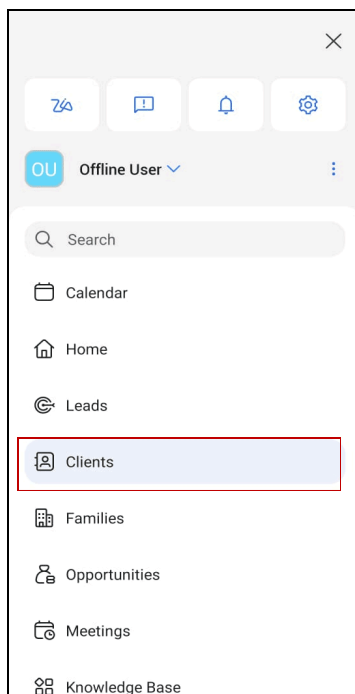 OU Offline User
Search
Calendar
Home
Leads
Clients
Families
Opportunities
Meetings
Knowledge Base